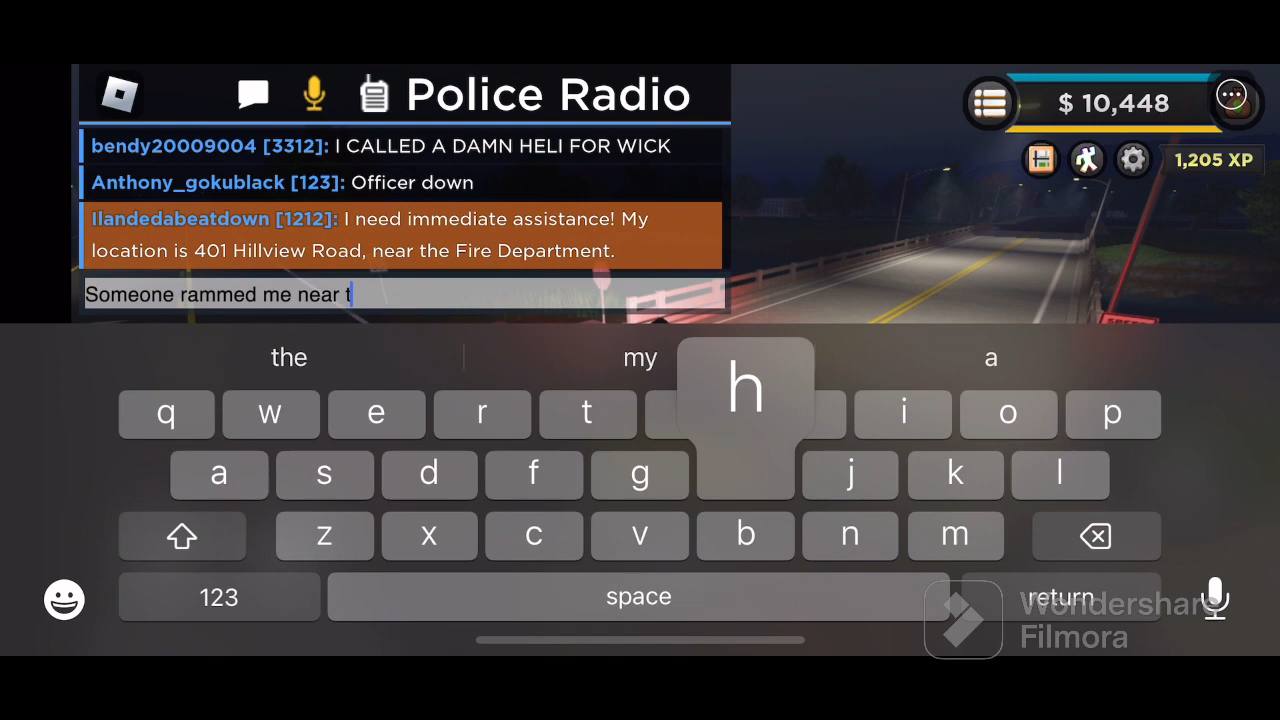 Police Radio
$ 10,448
bendy20009004 [3312]: I CALLED A DAMN HELI FOR WICK
1,205 XP
Anthony_gokublack [123]: Officer down
Ilandedabeatdown [1212]: I need immediate assistance! My
location is 401 Hillview Road, near the Fire Department.
Someone rammed me near t
the my a
h
q w e r t i o p
a s d f g j k l
z x c v b n m
123 space return
Wondershare
Filmora